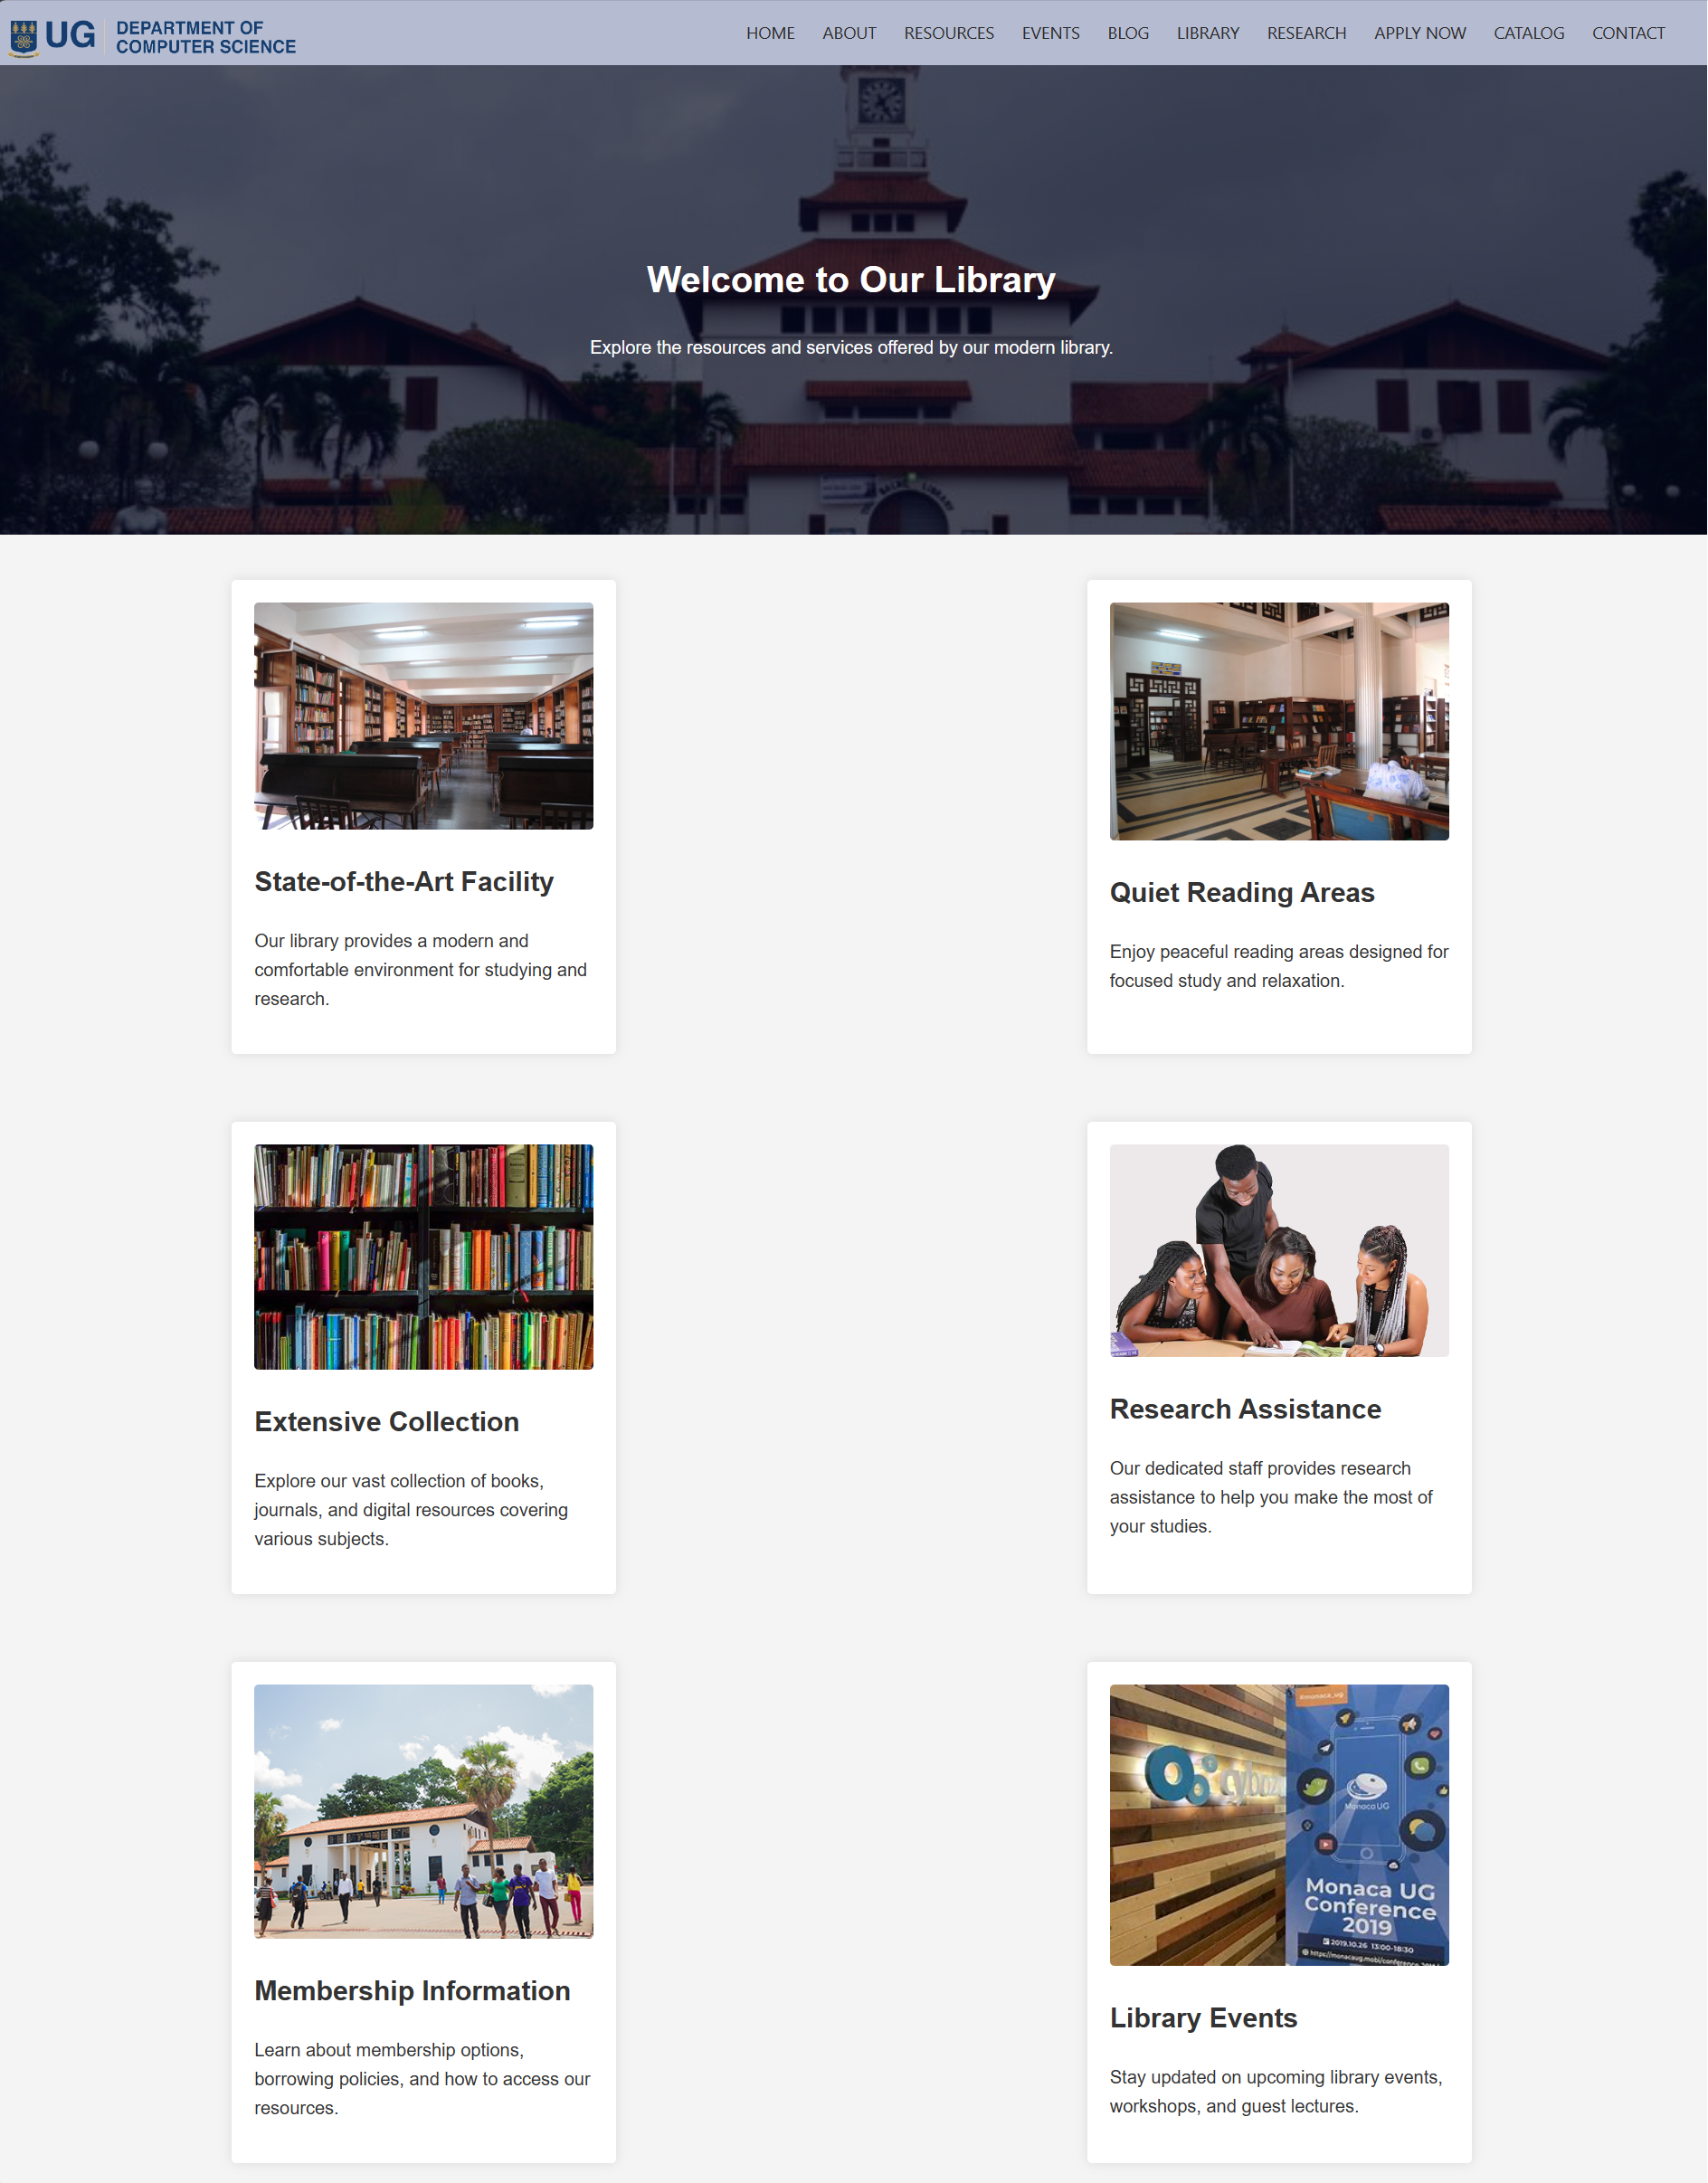 UG
DEPARTMENT OF
COMPUTER SCIENCE
HOME ABOUT RESOURCES EVENTS BLOG LIBRARY RESEARCH APPLY NOW CATALOG CONTACT
Welcome to Our Library
Explore the resources and services offered by our modern library.
LIBRARY
State-of-the-Art Facility
Our library provides a modern and
comfortable environment for studying and
research.
Quiet Reading Areas
Enjoy peaceful reading areas designed for
focused study and relaxation.
Extensive Collection
Explore our vast collection of books,
journals, and digital resources covering
various subjects.
Research Assistance
Our dedicated staff provides research
assistance to help you make the most of
your studies.
Membership Information
Learn about membership options,
borrowing policies, and how to access our
resources.
#monaca_ug
Monaca UG
Monaca UG
Conference
2019
2019.10.26 13:00-18:30
Library Events
Stay updated on upcoming library events,
workshops, and guest lectures.